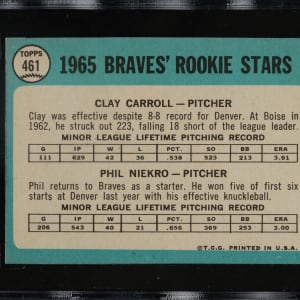 TOPPS
461
1965 BRAVES' ROOKIE STARS
CLAY CARROLL — PITCHER
Clay was effective despite 8-8 record for Denver. At Boise in
1962, he struck out 223, falling 18 short of the league leader.
MINOR LEAGUE LIFETIME PITCHING RECORD
G IP W L PCT. SO BB ERA
111 629 42 36 .538 523 213 3.91
PHIL NIEKRO — PITCHER
Phil returns to Braves as a starter. He won five of first six
starts at Denver last year with his effective knuckleball.
MINOR LEAGUE LIFETIME PITCHING RECORD
G IP W L PCT. SO BB ERA
206 543 40 21 .656 369 253 3.00
© T.C.G. PRINTED IN U.S.A.